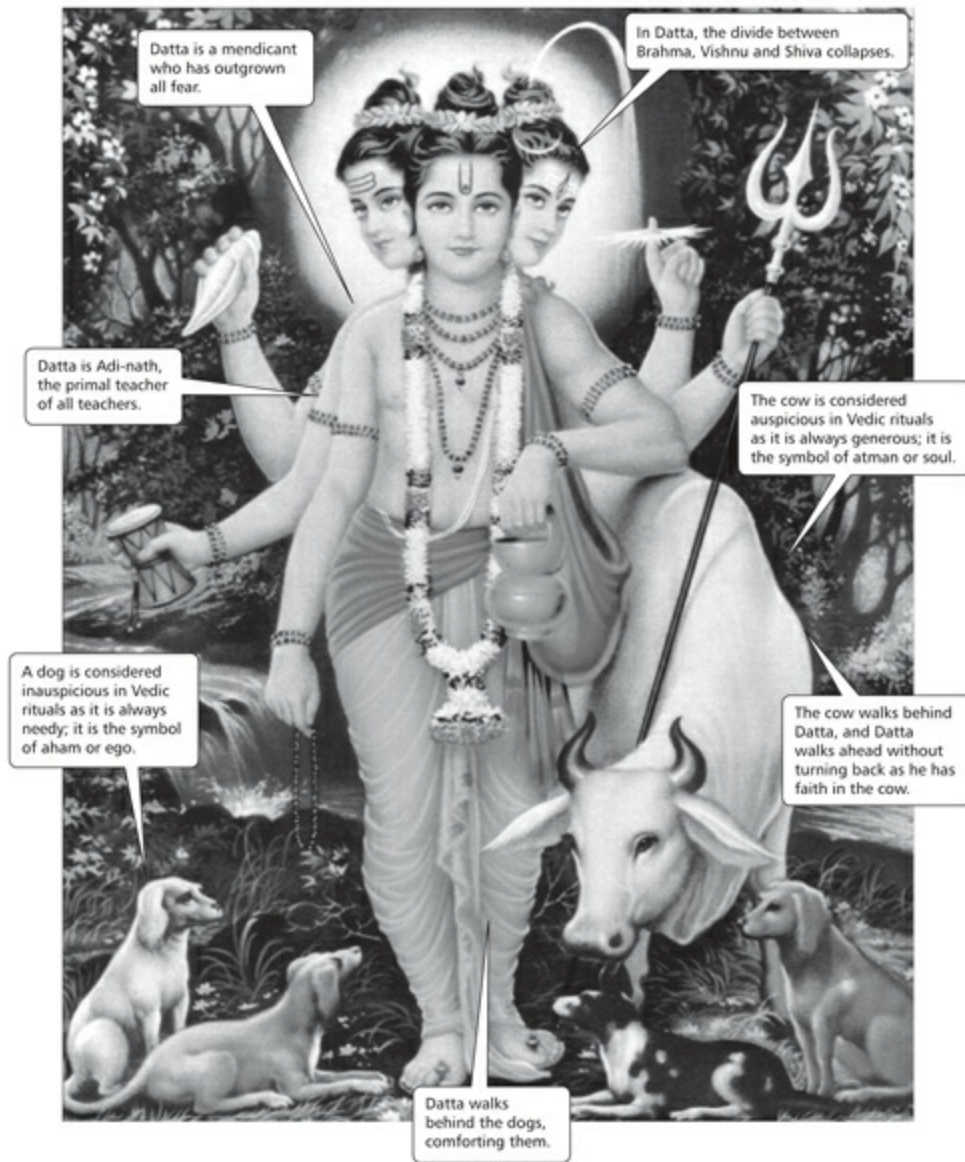 Datta is a mendicant
who has outgrown
all fear.
In Datta, the divide between
Brahma, Vishnu and Shiva collapses.
Datta is Adi-nath,
the primal teacher
of all teachers.
The cow is considered
auspicious in Vedic rituals
as it is always generous; it is
the symbol of atman or soul.
A dog is considered
inauspicious in Vedic
rituals as it is always
needy; it is the symbol
of aham or ego.
The cow walks behind
Datta, and Datta
walks ahead without
turning back as he has
faith in the cow.
Datta walks
behind the dogs,
comforting them.